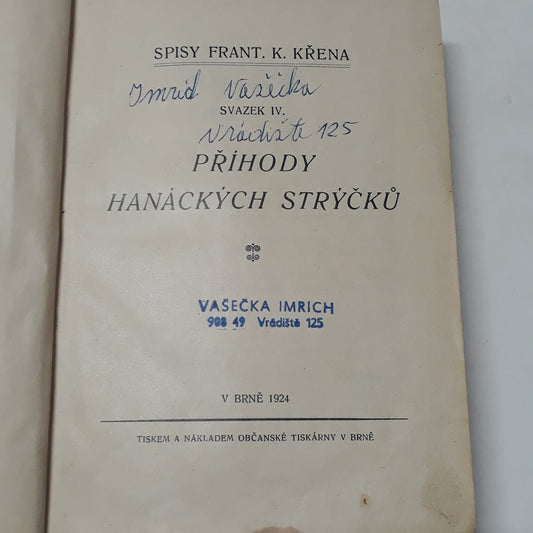 SPISY FRANT. K. KŘENA
Imrich Vašečka
SVAZEK IV.
Vrádište 125
PŘÍHODY
HANÁCKÝCH STRÝČKŮ
VAŠEČKA IMRICH
908 49 Vrádiště 125
V BRNĚ 1924
TISKEM A NÁKLADEM OBČANSKÉ TISKÁRNY V BRNĚ